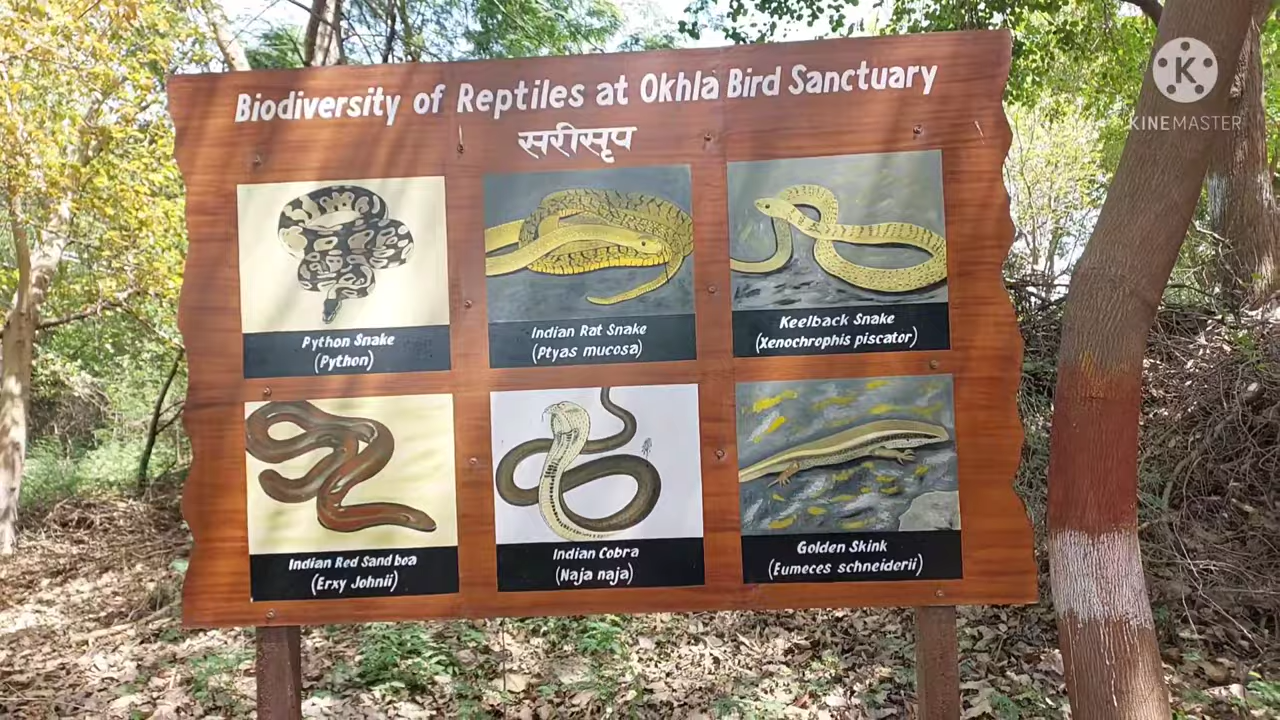 Biodiversity of Reptiles at Okhla Bird Sanctuary
सरीसृप
Python Snake
(Python)
Indian Rat Snake
(Ptyas mucosa)
Keelback Snake
(Xenochrophis piscator)
Indian Red Sand boa
(Erxy Johnii)
Indian Cobra
(Naja naja)
Golden Skink
(Eumeces schneiderii)
K
KINEMASTER